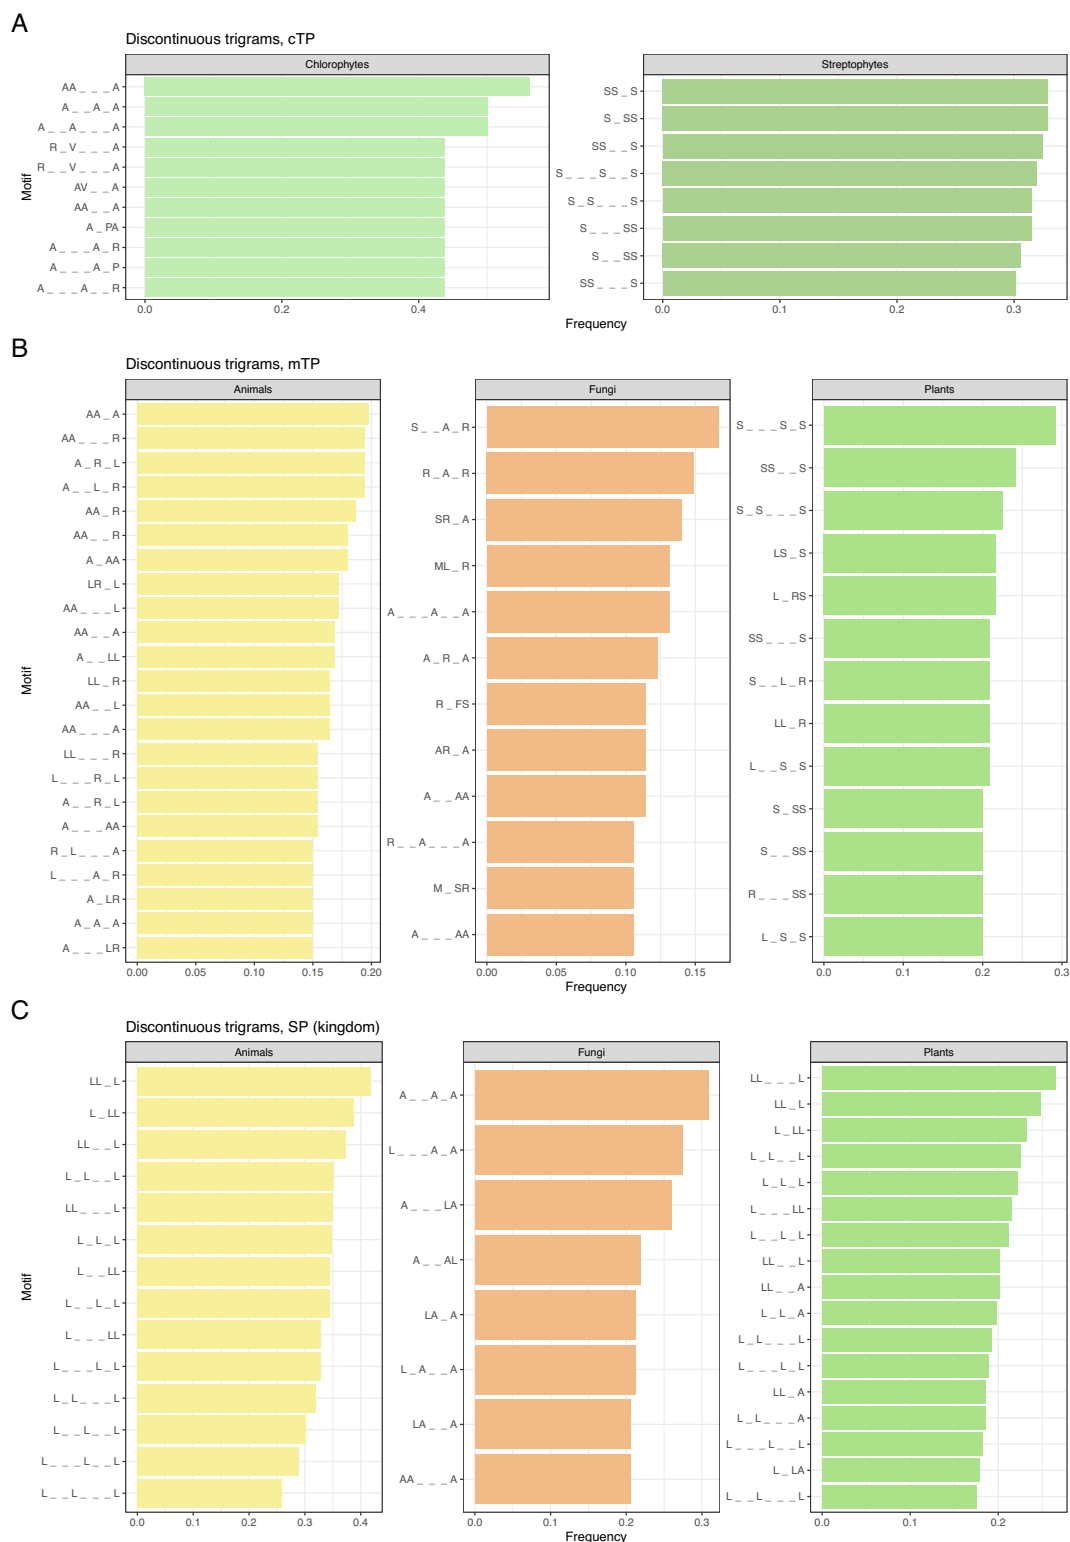 A
Discontinuous trigrams, cTP
Chlorophytes
Streptophytes
Motif
AA _ _ _ A
A _ _ A _ A
A _ _ A _ _ _ A
R _ V _ _ _ A
R _ _ V _ _ _ A
AV _ _ A
AA _ _ A
A _ PA
A _ _ _ A _ R
A _ _ _ A _ P
A _ _ _ A _ _ R
0.0 0.2 0.4
SS _ S
S _ SS
SS _ _ S
S _ _ _ S _ _ S
S _ S _ _ _ S
S _ _ _ SS
S _ _ SS
SS _ _ _ S
0.0 0.1 0.2 0.3
Frequency
B
Discontinuous trigrams, mTP
Animals
Fungi
Plants
Motif
AA _ A
AA _ _ _ R
A _ R _ L
A _ _ L _ R
AA _ R
AA _ _ R
A _ AA
LR _ L
AA _ _ _ L
AA _ _ A
A _ _ LL
LL _ R
AA _ _ L
AA _ _ _ A
LL _ _ _ R
L _ _ _ R _ L
A _ _ R _ L
A _ _ _ AA
R _ L _ _ _ A
L _ _ _ A _ R
A _ LR
A _ A _ A
A _ _ _ LR
0.00 0.05 0.10 0.15 0.20
S _ _ A _ R
R _ A _ R
SR _ A
ML _ R
A _ _ _ A _ _ A
A _ R _ A
R _ FS
AR _ A
A _ _ AA
R _ _ A _ _ _ A
M _ SR
A _ _ _ AA
0.00 0.05 0.10 0.15
S _ _ _ S _ S
SS _ _ S
S _ S _ _ _ S
LS _ S
L _ RS
SS _ _ _ S
S _ _ L _ R
LL _ R
L _ _ S _ S
S _ SS
S _ _ SS
R _ _ _ SS
L _ S _ S
0.0 0.1 0.2 0.3
Frequency
C
Discontinuous trigrams, SP (kingdom)
Animals
Fungi
Plants
Motif
LL _ L
L _ LL
LL _ _ L
L _ L _ _ L
LL _ _ _ L
L _ L _ L
L _ _ LL
L _ _ L _ L
L _ _ _ LL
L _ _ _ L _ L
L _ L _ _ _ L
L _ _ L _ _ L
L _ _ _ L _ _ L
L _ _ L _ _ _ L
0.0 0.1 0.2 0.3 0.4
A _ _ A _ A
L _ _ _ A _ A
A _ _ _ LA
A _ _ AL
LA _ A
L _ A _ _ A
LA _ _ A
AA _ _ _ A
0.0 0.1 0.2 0.3
LL _ _ _ L
LL _ L
L _ LL
L _ L _ _ L
L _ L _ L
L _ _ _ LL
L _ _ L _ L
LL _ _ L
LL _ _ A
L _ L _ A
L _ L _ _ _ L
L _ _ _ L _ L
LL _ A
L _ L _ _ _ A
L _ _ _ L _ _ L
L _ LA
L _ _ L _ _ _ L
0.0 0.1 0.2
Frequency